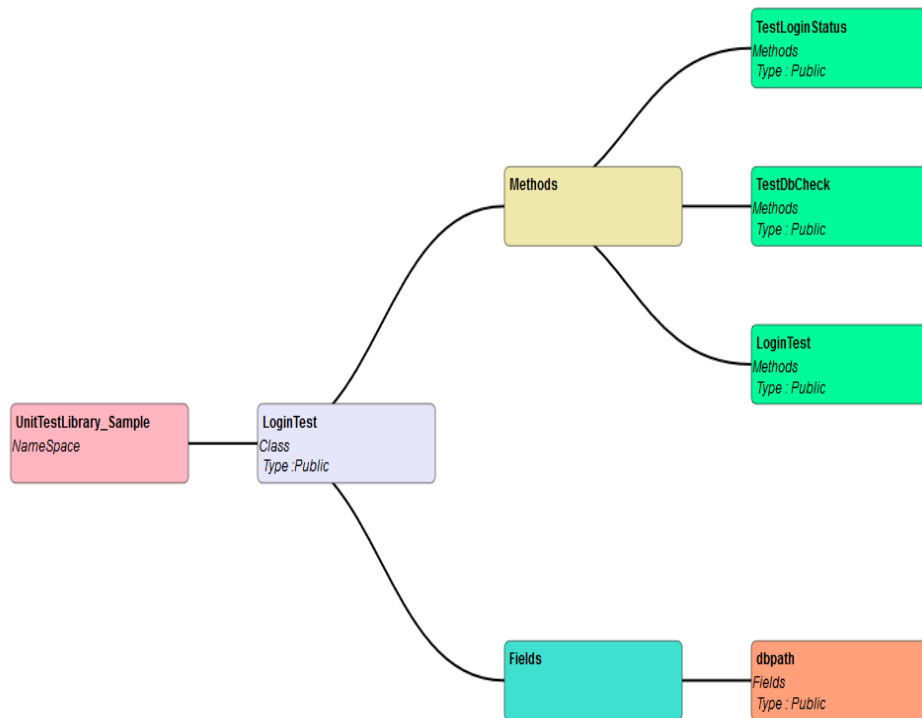 TestLoginStatus
Methods
Type : Public
Methods
TestDbCheck
Methods
Type : Public
LoginTest
Methods
Type : Public
UnitTestLibrary_Sample
NameSpace
LoginTest
Class
Type :Public
Fields
dbpath
Fields
Type : Public